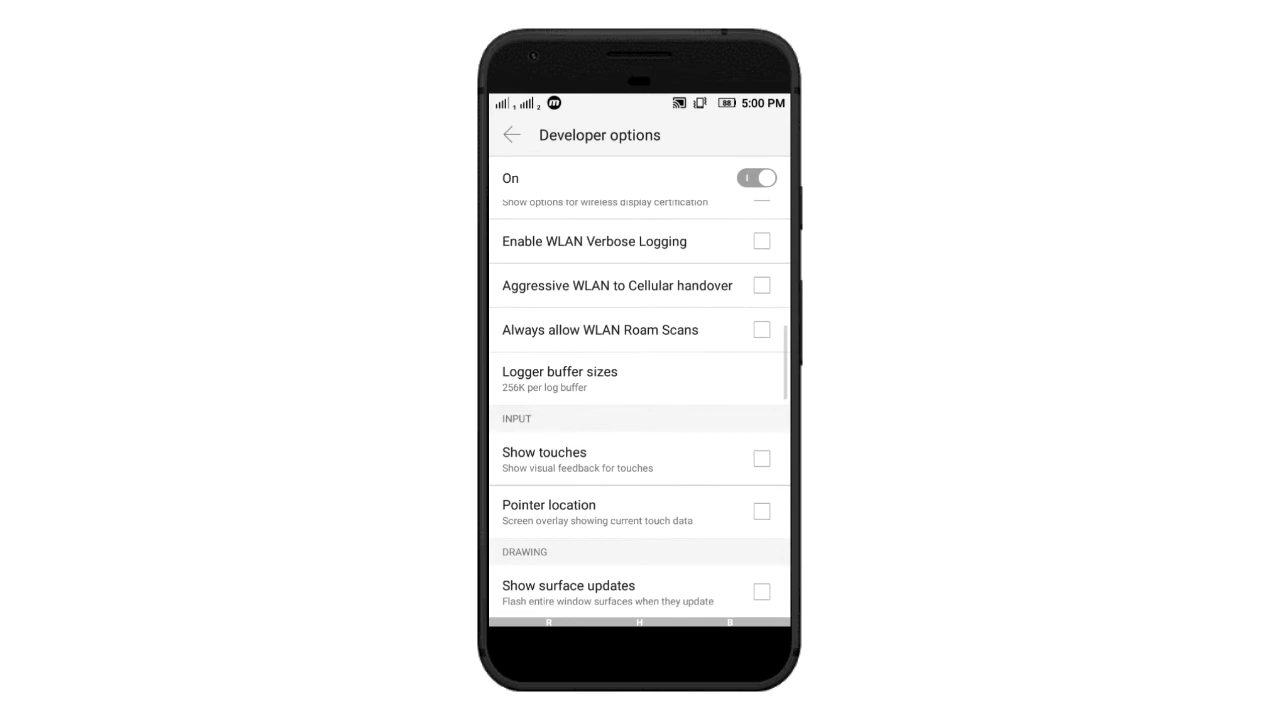 1 2 m 88 5:00 PM
Developer options
On
Show options for wireless display certification
Enable WLAN Verbose Logging
Aggressive WLAN to Cellular handover
Always allow WLAN Roam Scans
Logger buffer sizes
256K per log buffer
INPUT
Show touches
Show visual feedback for touches
Pointer location
Screen overlay showing current touch data
DRAWING
Show surface updates
Flash entire window surfaces when they update
R H B